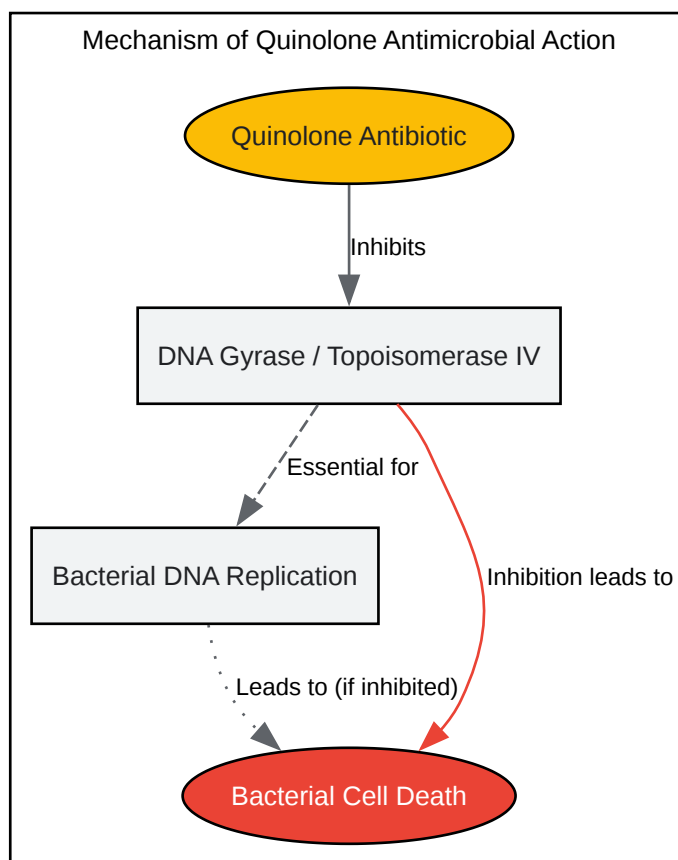 Mechanism of Quinolone Antimicrobial Action
Quinolone Antibiotic
Inhibits
DNA Gyrase / Topoisomerase IV
Essential for
Bacterial DNA Replication
Inhibition leads to
Leads to (if inhibited)
Bacterial Cell Death